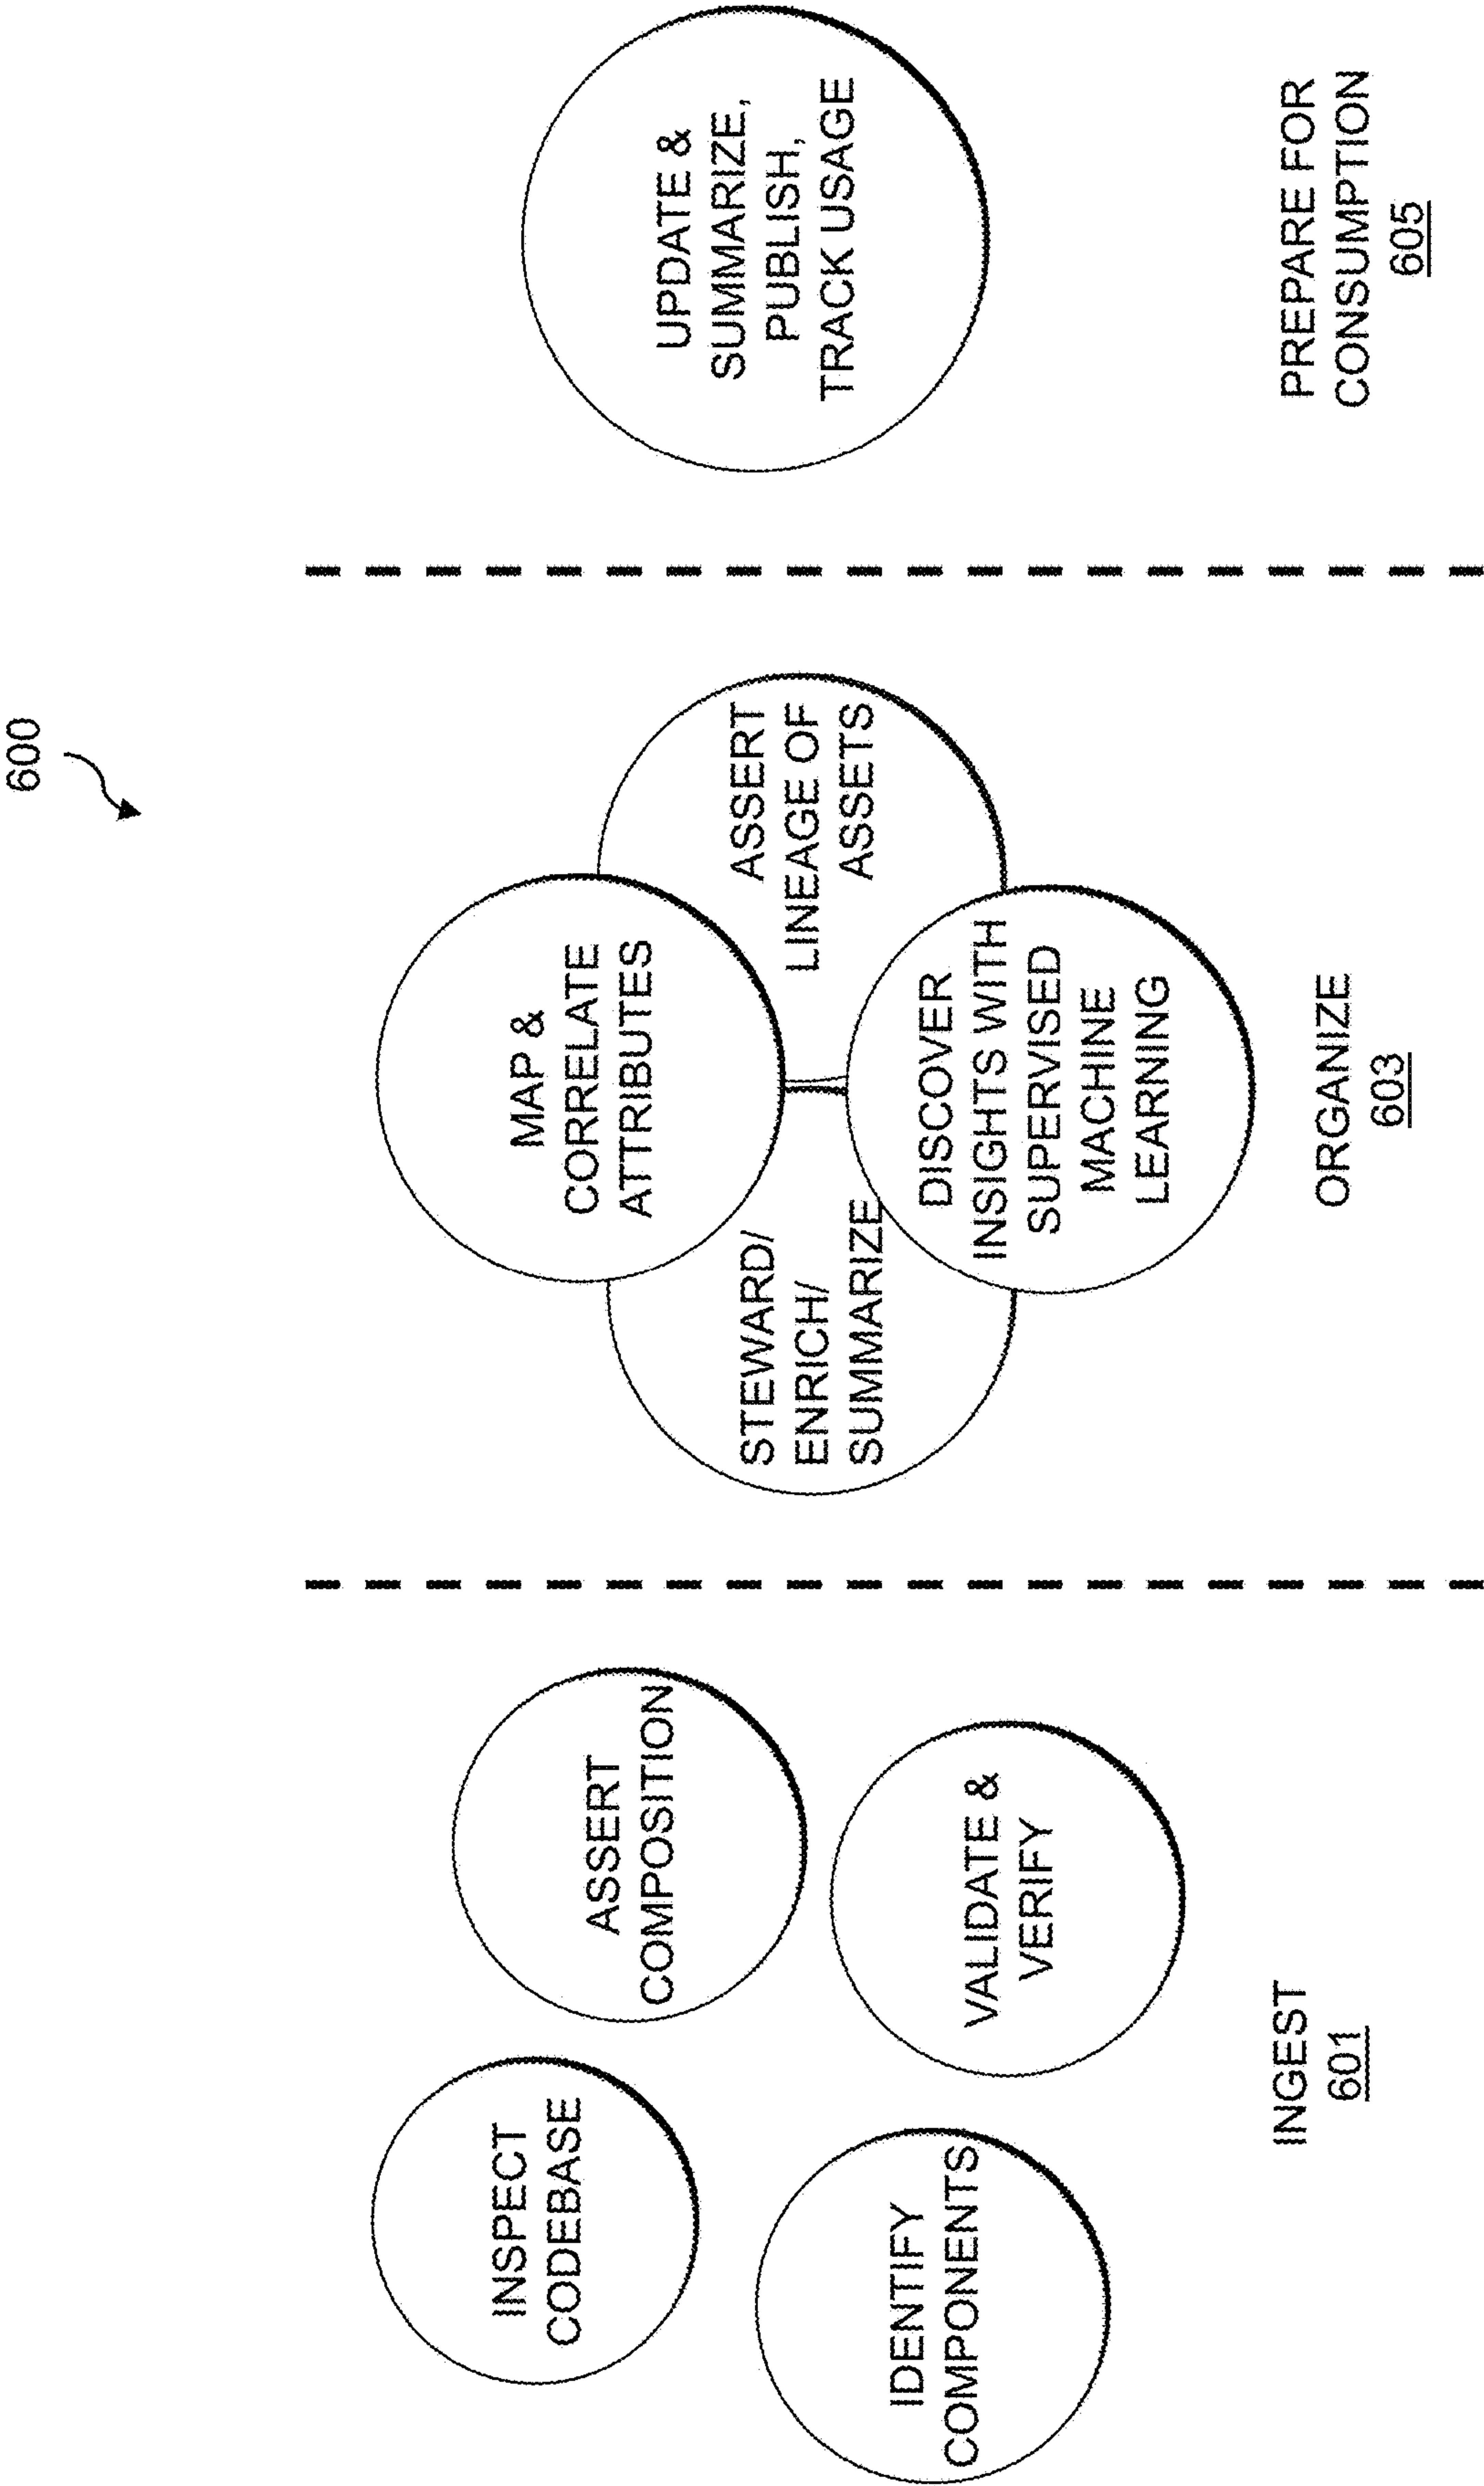 600
INSPECT
CODEBASE
ASSERT
COMPOSITION
IDENTIFY
COMPONENTS
VALIDATE &
VERIFY
INGEST
601
MAP &
CORRELATE
ATTRIBUTES
STEWARD/
ENRICH/
SUMMARIZE
ASSERT
LINEAGE OF
ASSETS
DISCOVER
INSIGHTS WITH
SUPERVISED
MACHINE
LEARNING
ORGANIZE
603
UPDATE &
SUMMARIZE,
PUBLISH,
TRACK USAGE
PREPARE FOR
CONSUMPTION
605